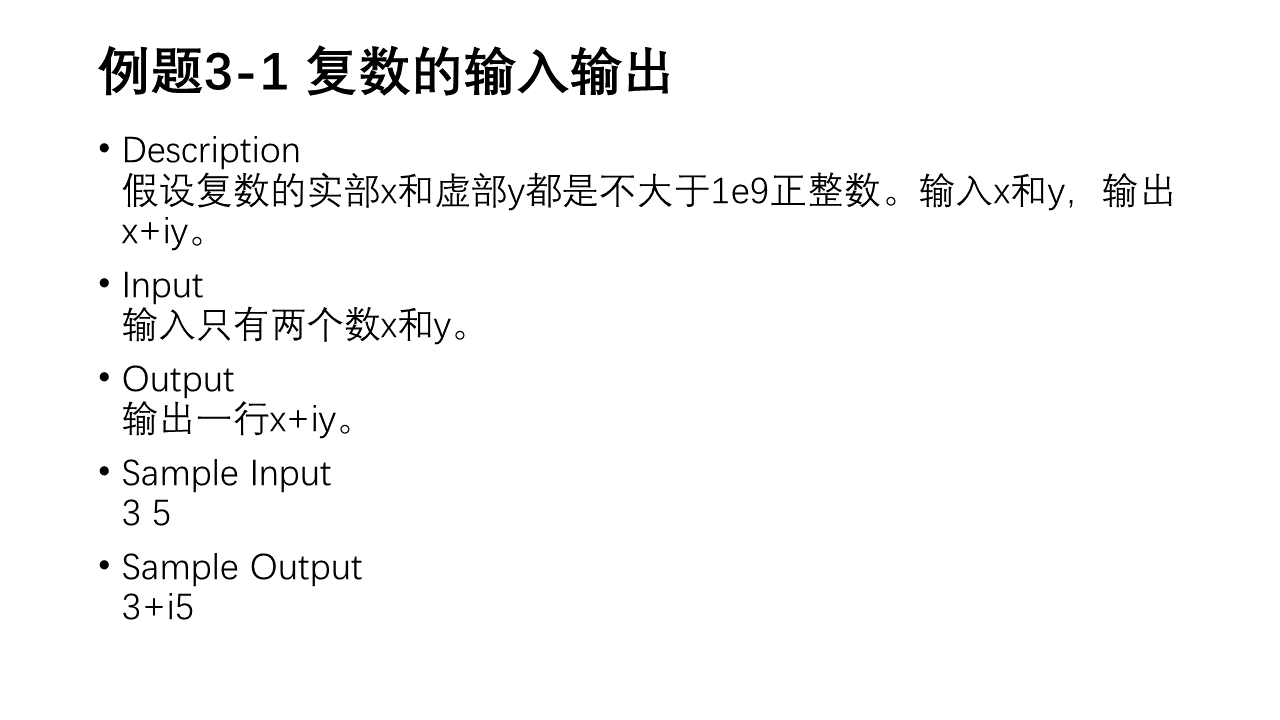 例题3-1 复数的输入输出
• Description
假设复数的实部x和虚部y都是不大于1e9正整数。输入x和y，输出
x+iy。
• Input
输入只有两个数x和y。
• Output
输出一行x+iy。
• Sample Input
3 5
• Sample Output
3+i5